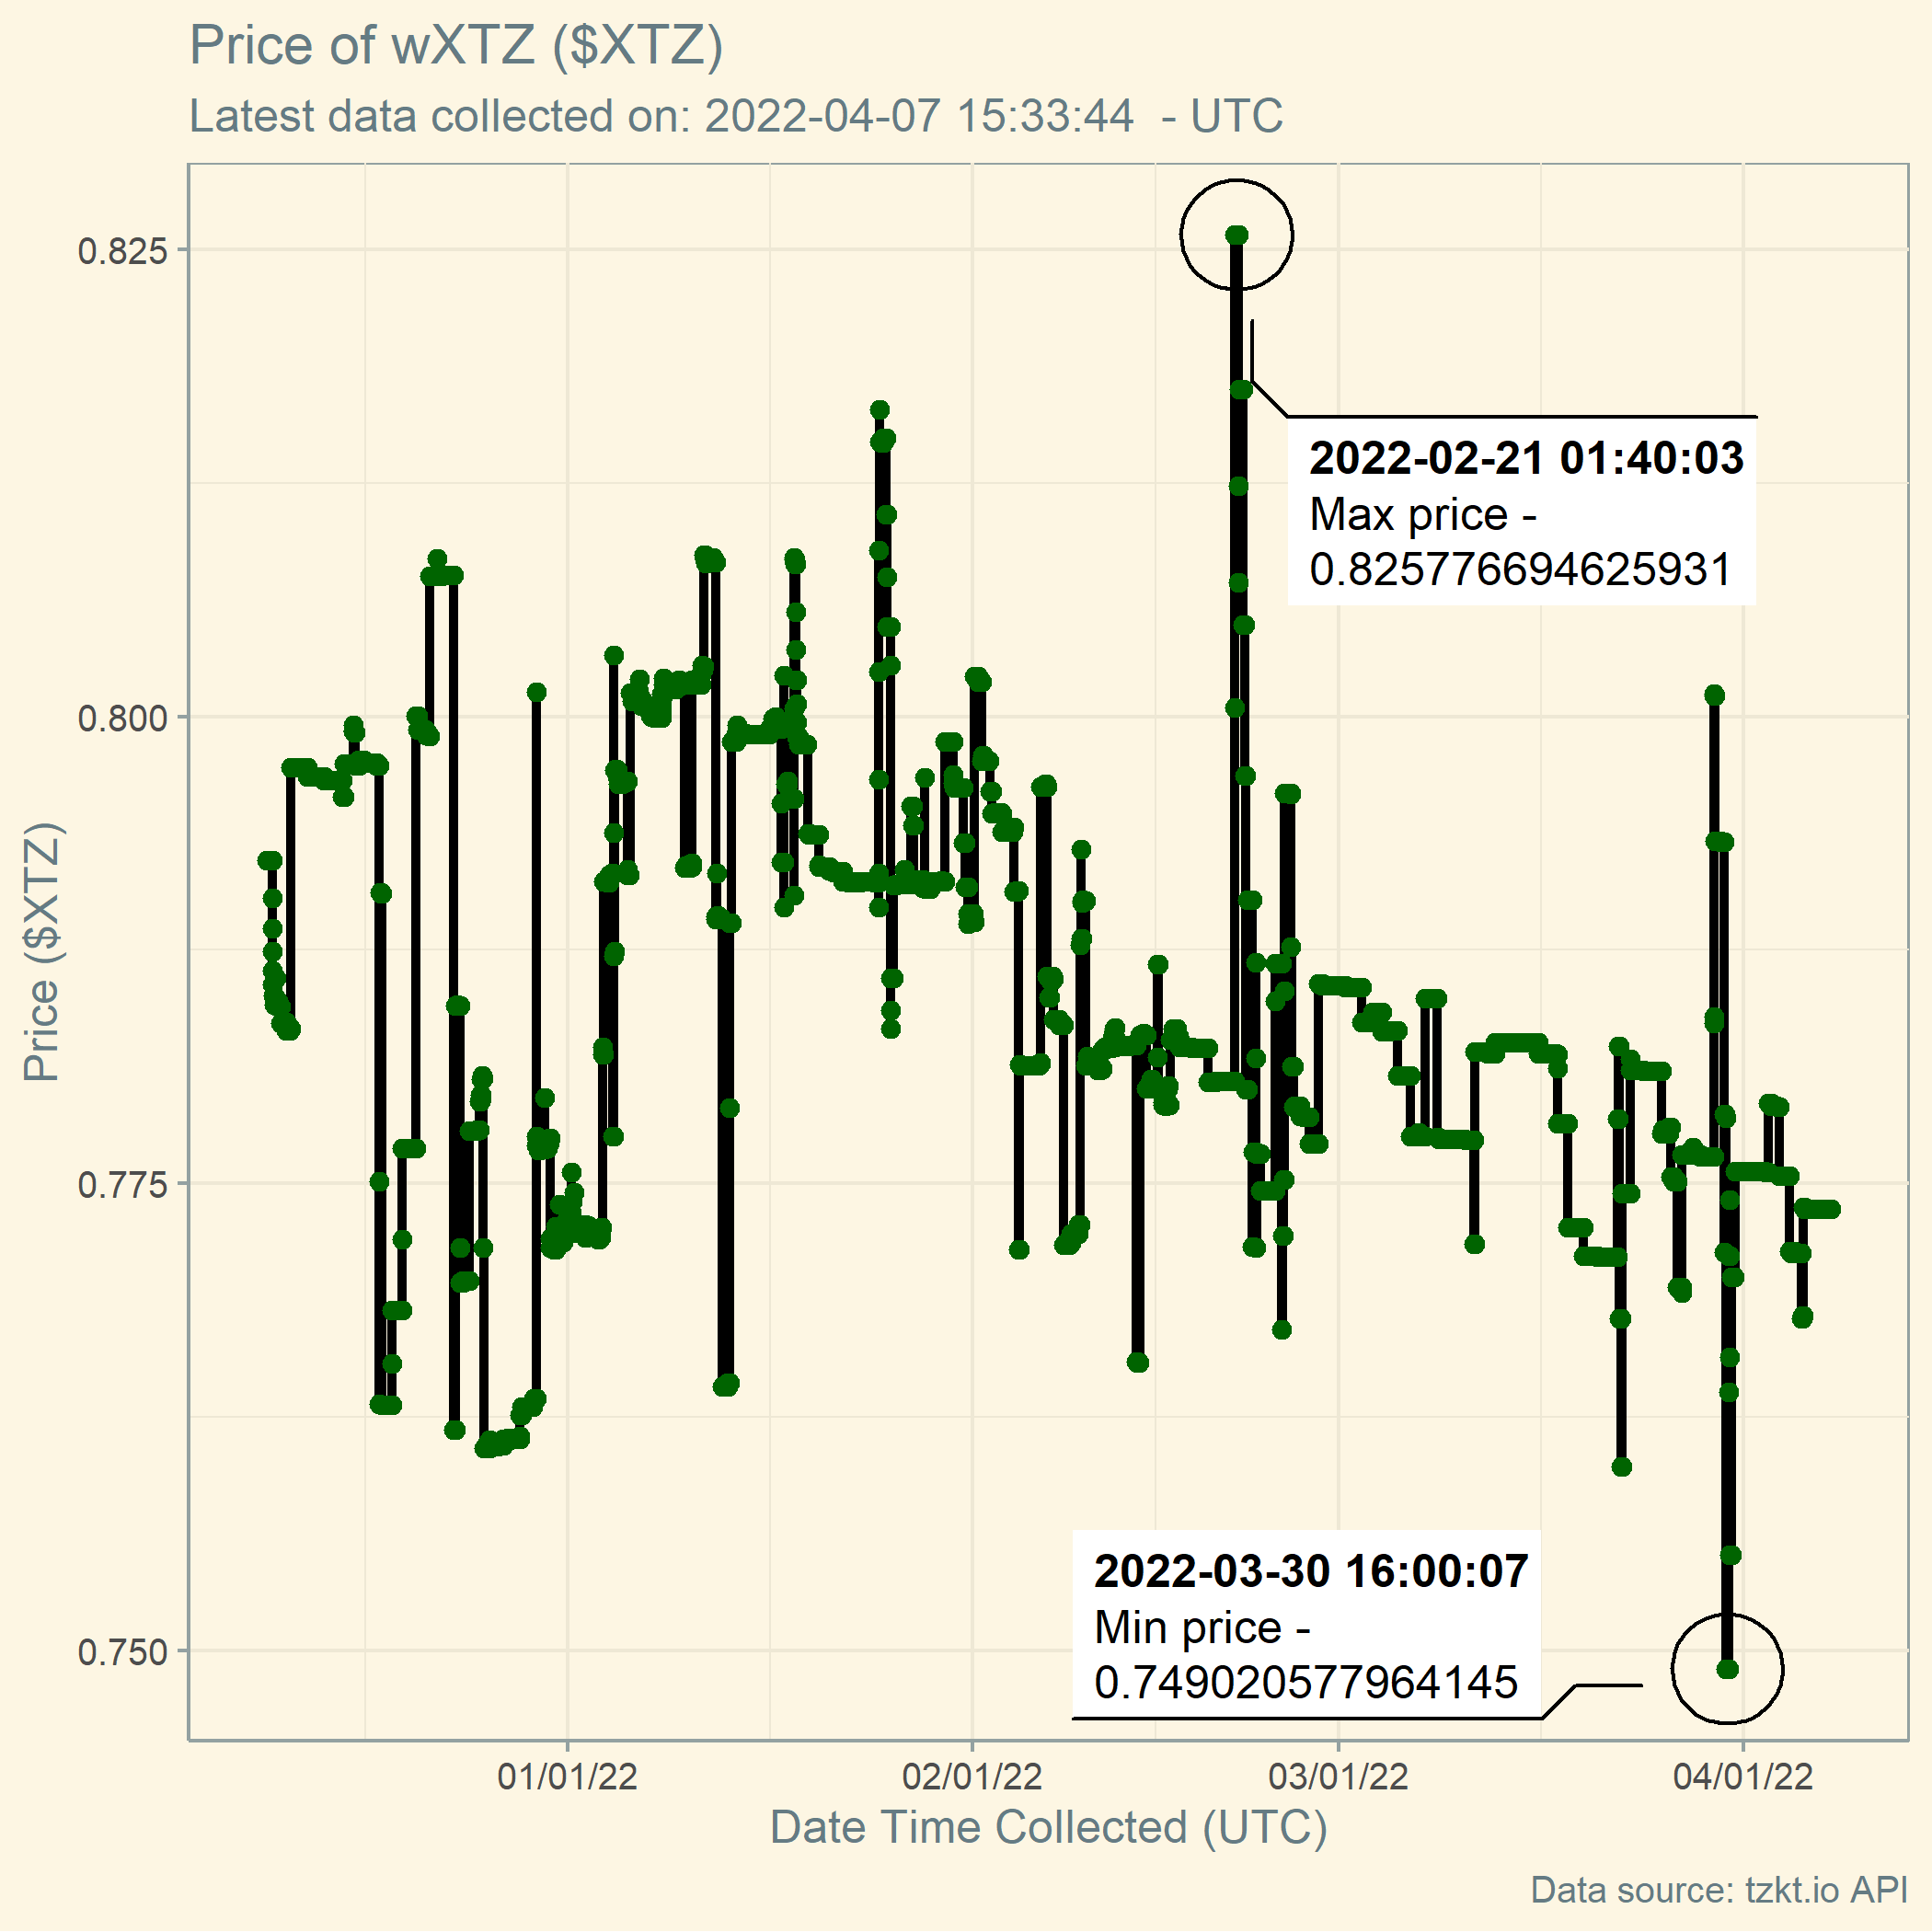 Price of wXTZ ($XTZ)
Latest data collected on: 2022-04-07 15:33:44 - UTC
Price ($XTZ)
0.825
0.800
0.775
0.750
2022-02-21 01:40:03
Max price -
0.825776694625931
2022-03-30 16:00:07
Min price -
0.749020577964145
01/01/22 02/01/22 03/01/22 04/01/22
Date Time Collected (UTC)
Data source: tzkt.io API